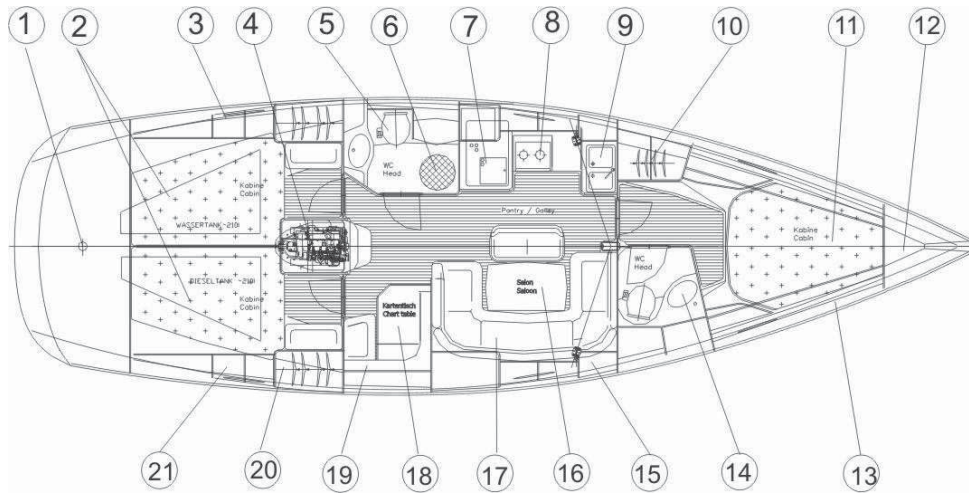 1 2 3 4 5 6 7 8 9 10 11 12
WC
Head
Kabine
Cabin
WASSERTANK ~210l
Pantry / Galley
Kabine
Cabin
DIESELTANK ~210l
Kabine
Cabin
Kartentisch
Chart table
Salon
Saloon
WC
Head
21 20 19 18 17 16 15 14 13